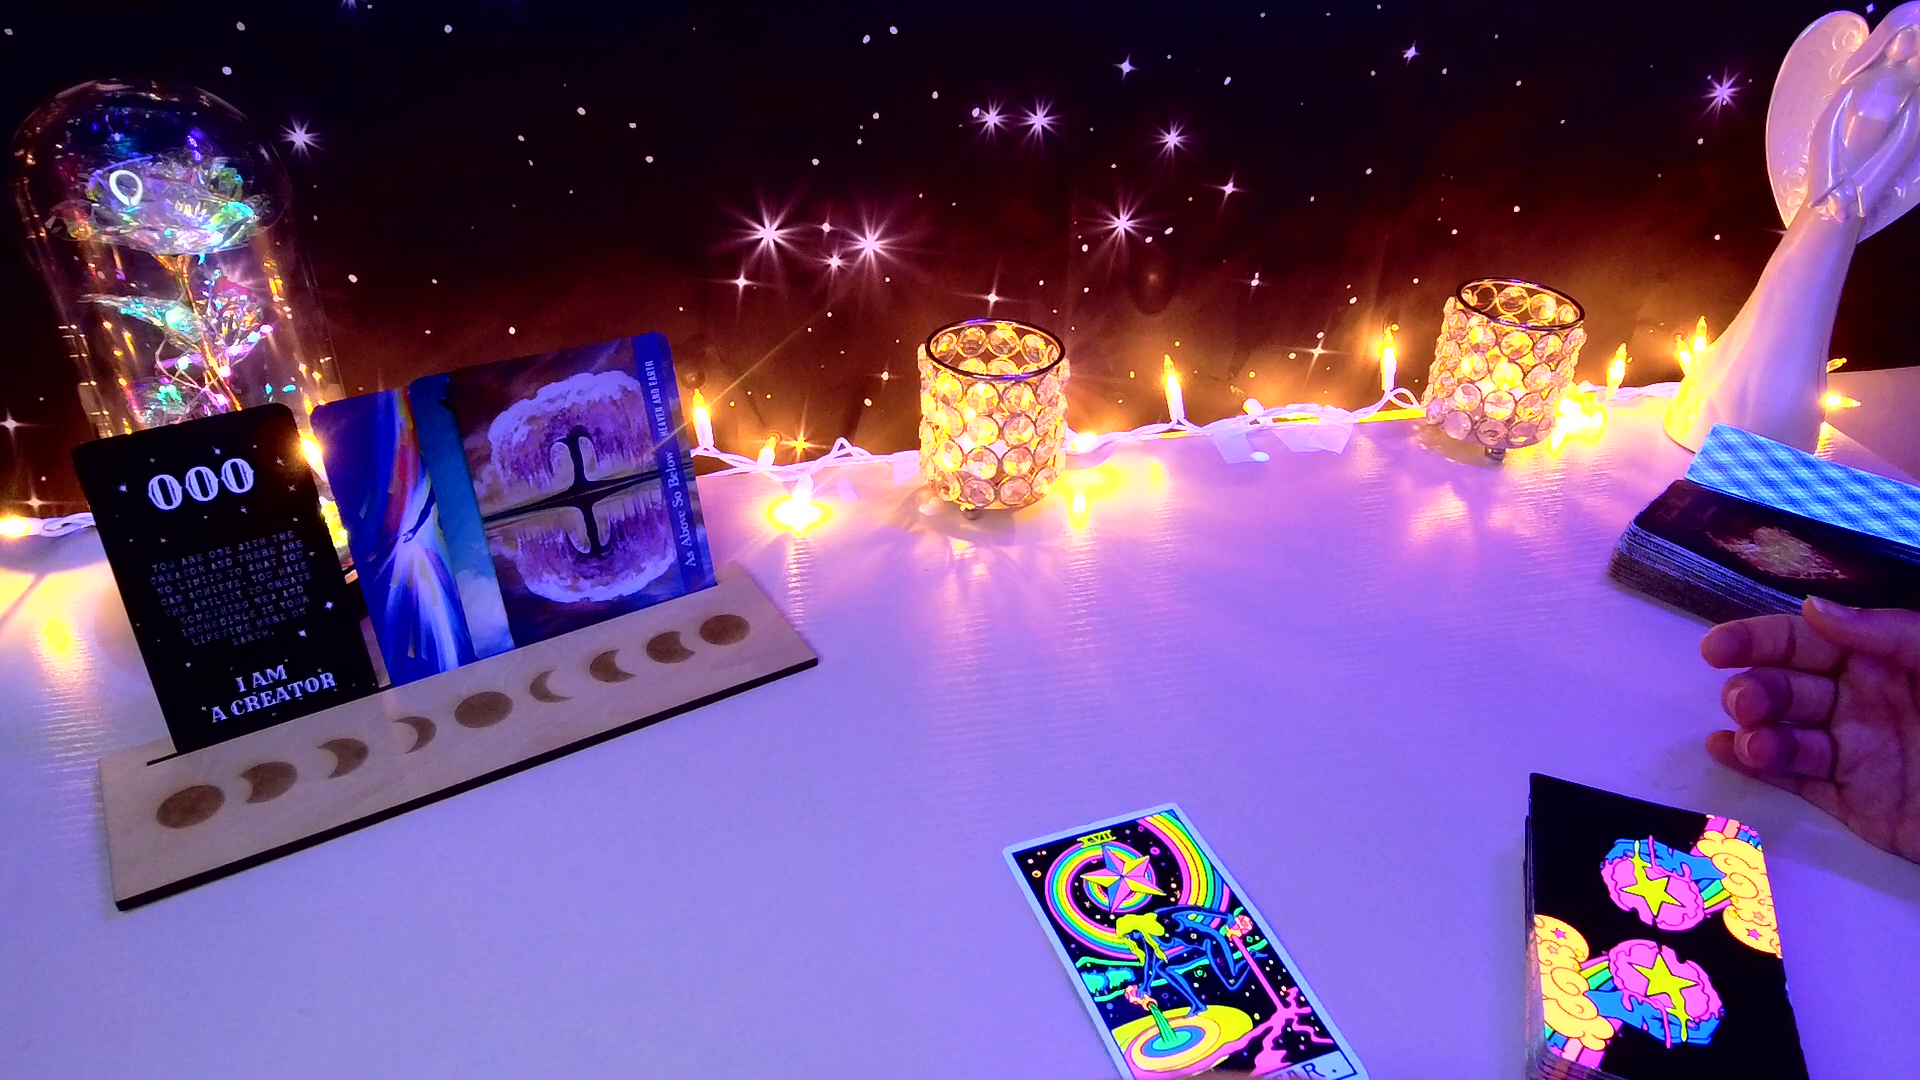 000
YOU ARE ONE WITH THE
CREATOR AND THERE ARE
NO LIMITS TO WHAT YOU
CAN ACHIEVE. YOU HAVE
THE ABILITY TO CREATE
SOMETHING NEW AND
INCREDIBLE IN YOUR
LIFETIME HERE ON
EARTH.
I AM
A CREATOR
HEAVEN AND EARTH
As Above So Below
XVII
TAR.